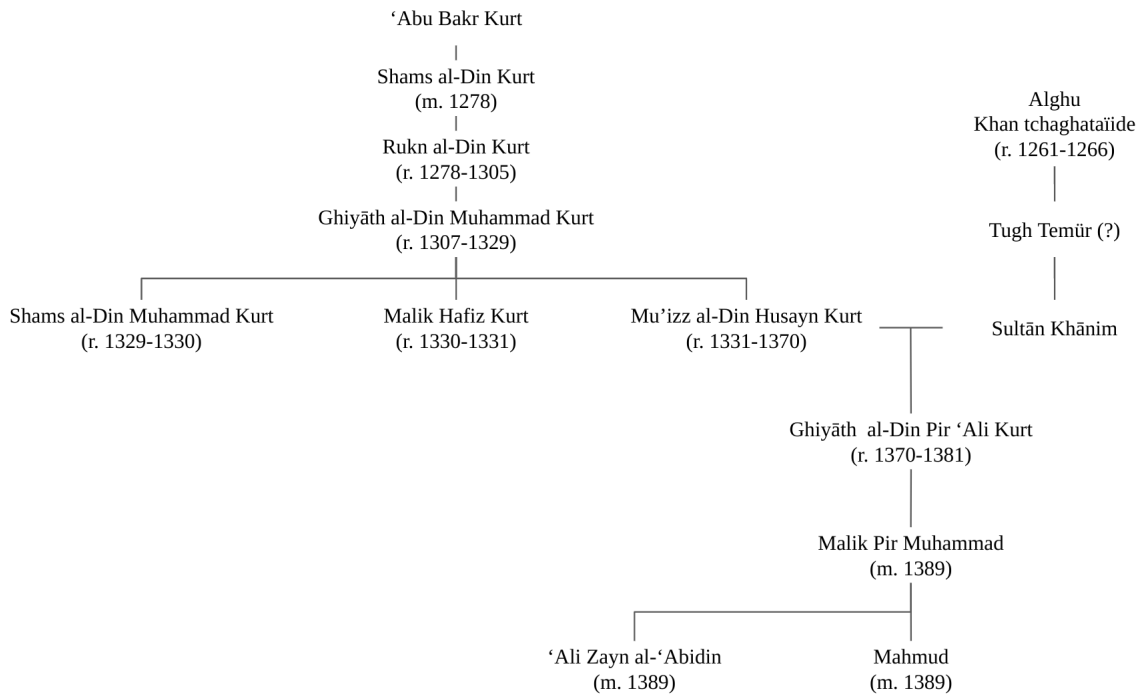 ‘Abu Bakr Kurt
Shams al-Din Kurt
(m. 1278)
Rukn al-Din Kurt
(r. 1278-1305)
Ghiyāth al-Din Muhammad Kurt
(r. 1307-1329)
Alghu
Khan tchaghataïide
(r. 1261-1266)
Tugh Temür (?)
Shams al-Din Muhammad Kurt
(r. 1329-1330)
Malik Hafiz Kurt
(r. 1330-1331)
Mu’izz al-Din Husayn Kurt
(r. 1331-1370)
Sultān Khānim
Ghiyāth  al-Din Pir ‘Ali Kurt
(r. 1370-1381)
Malik Pir Muhammad
(m. 1389)
‘Ali Zayn al-‘Abidin
(m. 1389)
Mahmud
(m. 1389)